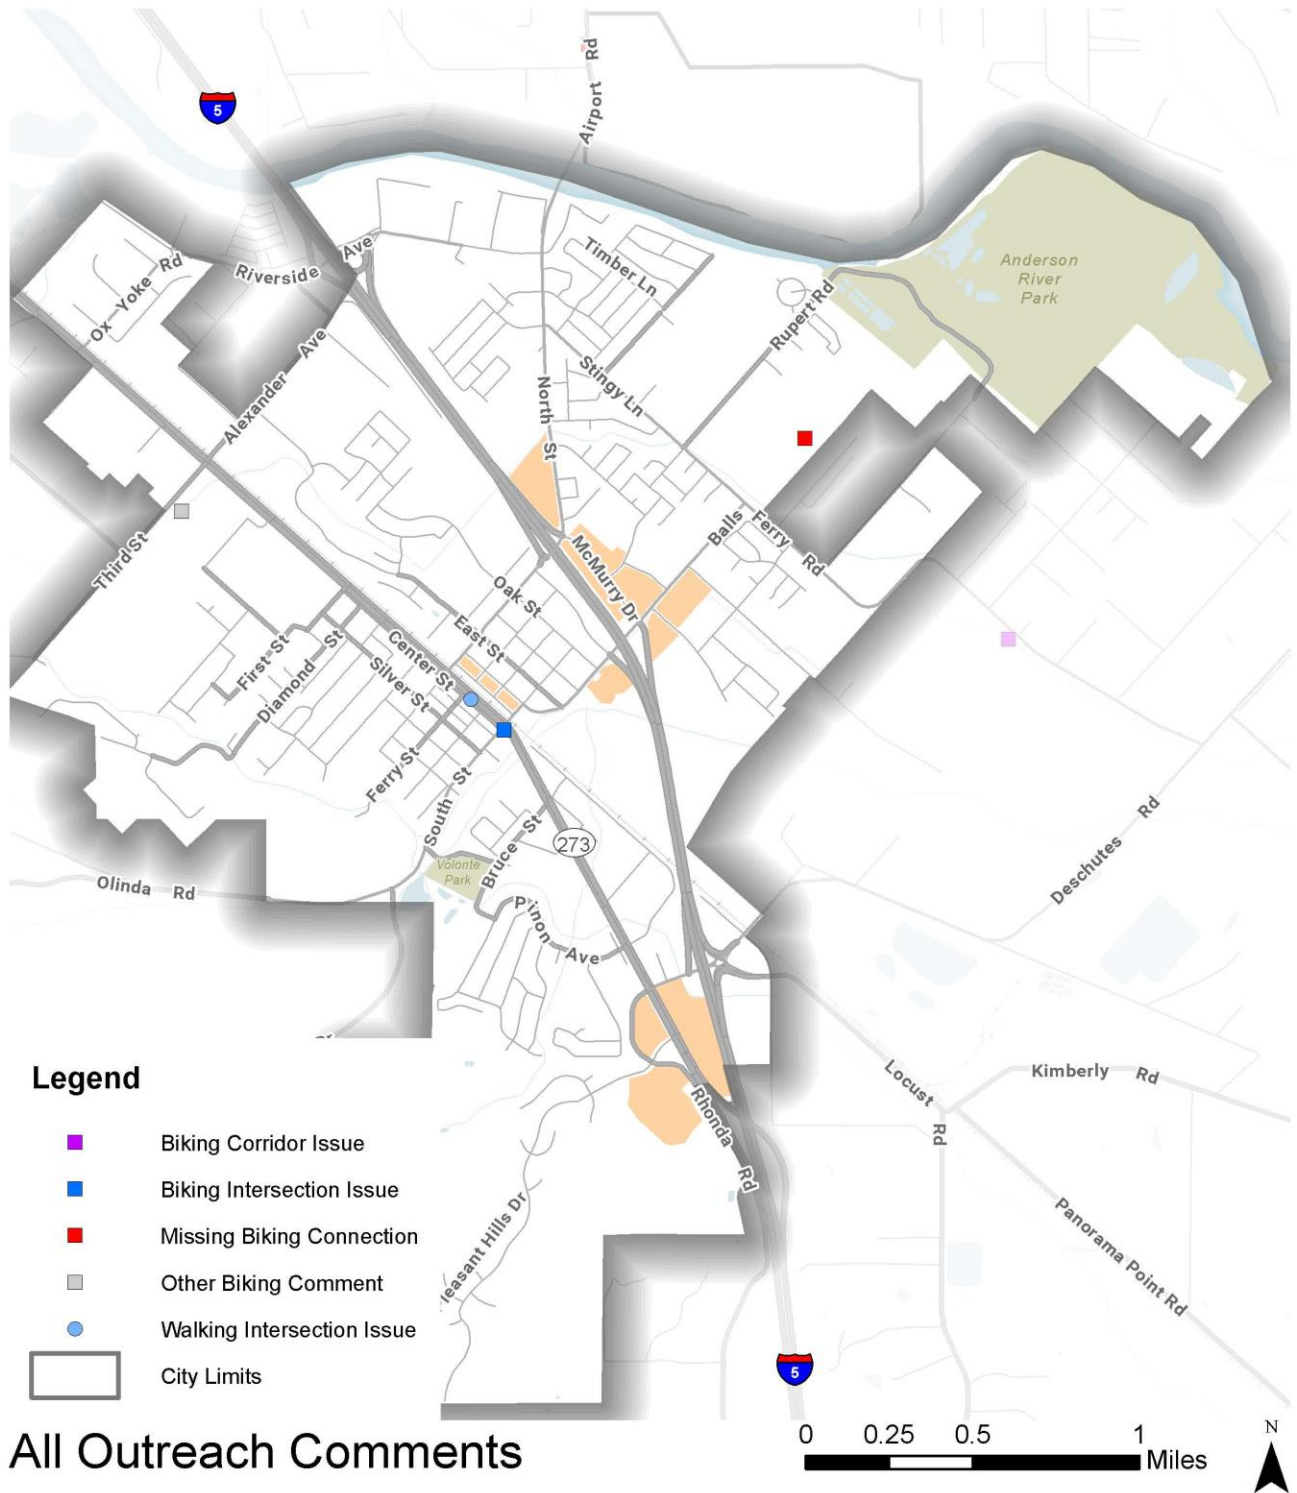 Airport Rd
5
Anderson
River
Park
Timber Ln
Ox Yoke Rd
Riverside Ave
Rupert Rd
Alexander Ave
Stingy Ln
North St
Balls Ferry Rd
McMurry Dr
Third St
Oak St
East St
Center St
First St
Diamond St
Silver St
Ferry St
South St
Bruce St
273
Volonte
Park
Olinda Rd
Pinon Ave
Deschutes Rd
Locust Rd
Kimberly Rd
Rhonda Rd
Panorama Point Rd
leasant Hills Dr
5
Legend
Biking Corridor Issue
Biking Intersection Issue
Missing Biking Connection
Other Biking Comment
Walking Intersection Issue
City Limits
All Outreach Comments
0 0.25 0.5 1
Miles
N